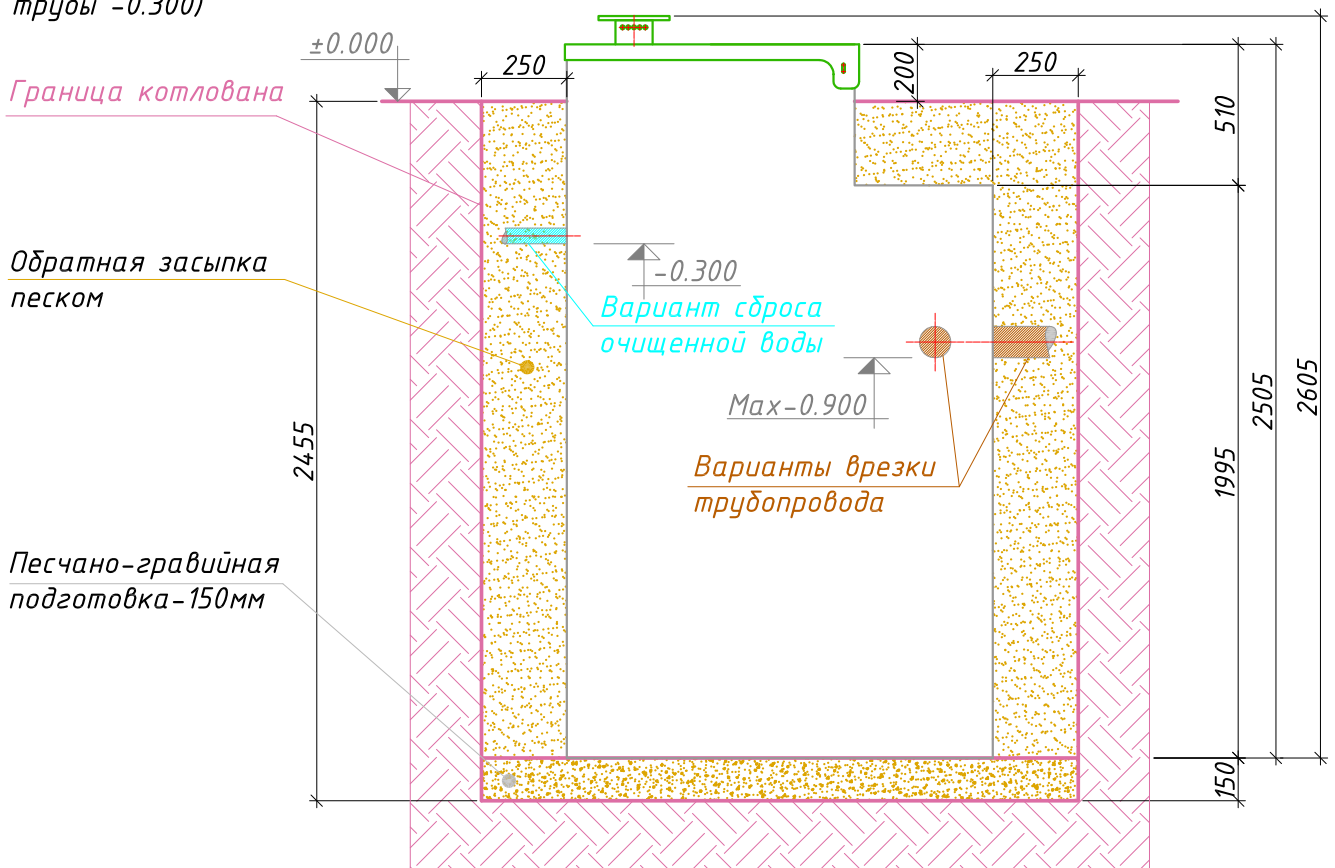 трубы -0.300)
±0.000
250
200
250
510
Граница котлована
Обратная засыпка
песком
-0.300
Вариант сброса
очищенной воды
Max-0.900
2605
2505
2455
1995
Варианты врезки
трубопровода
Песчано-гравийная
подготовка-150мм
150